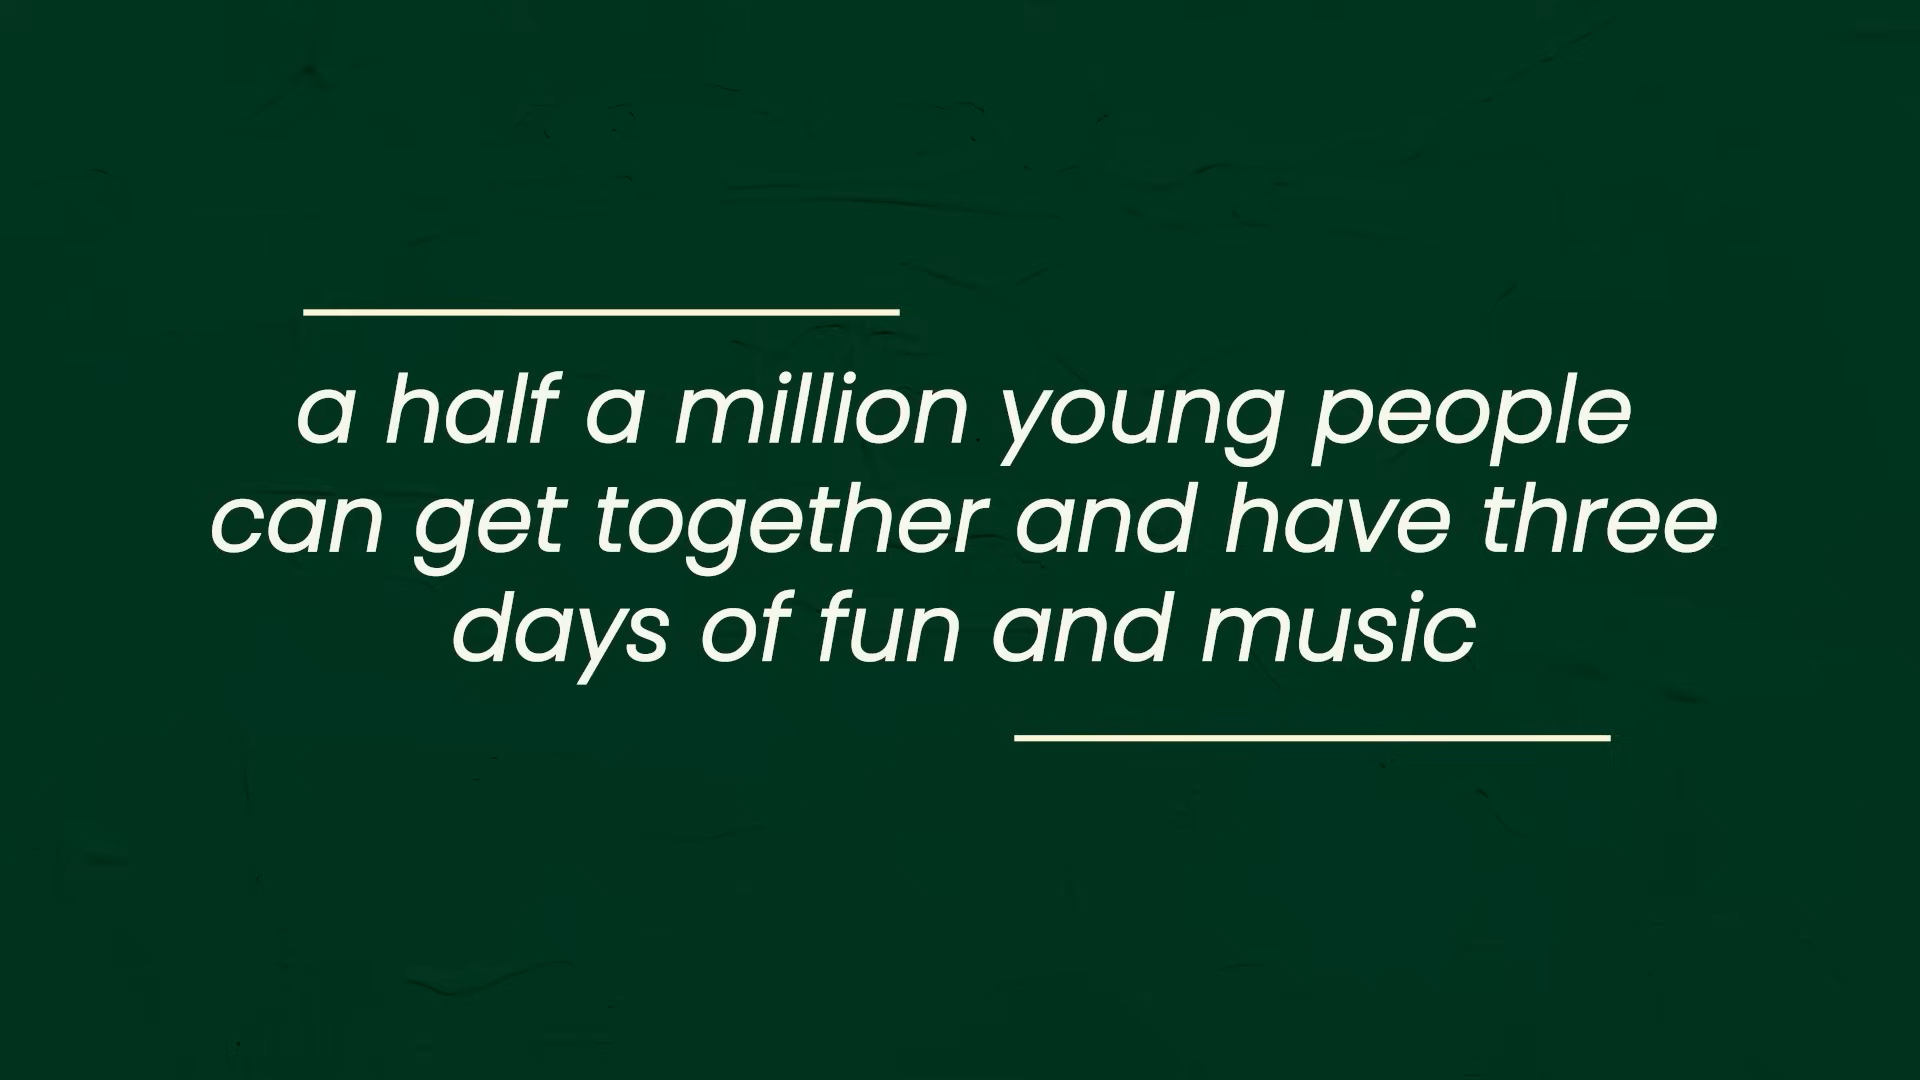 a half a million young people
can get together and have three
days of fun and music